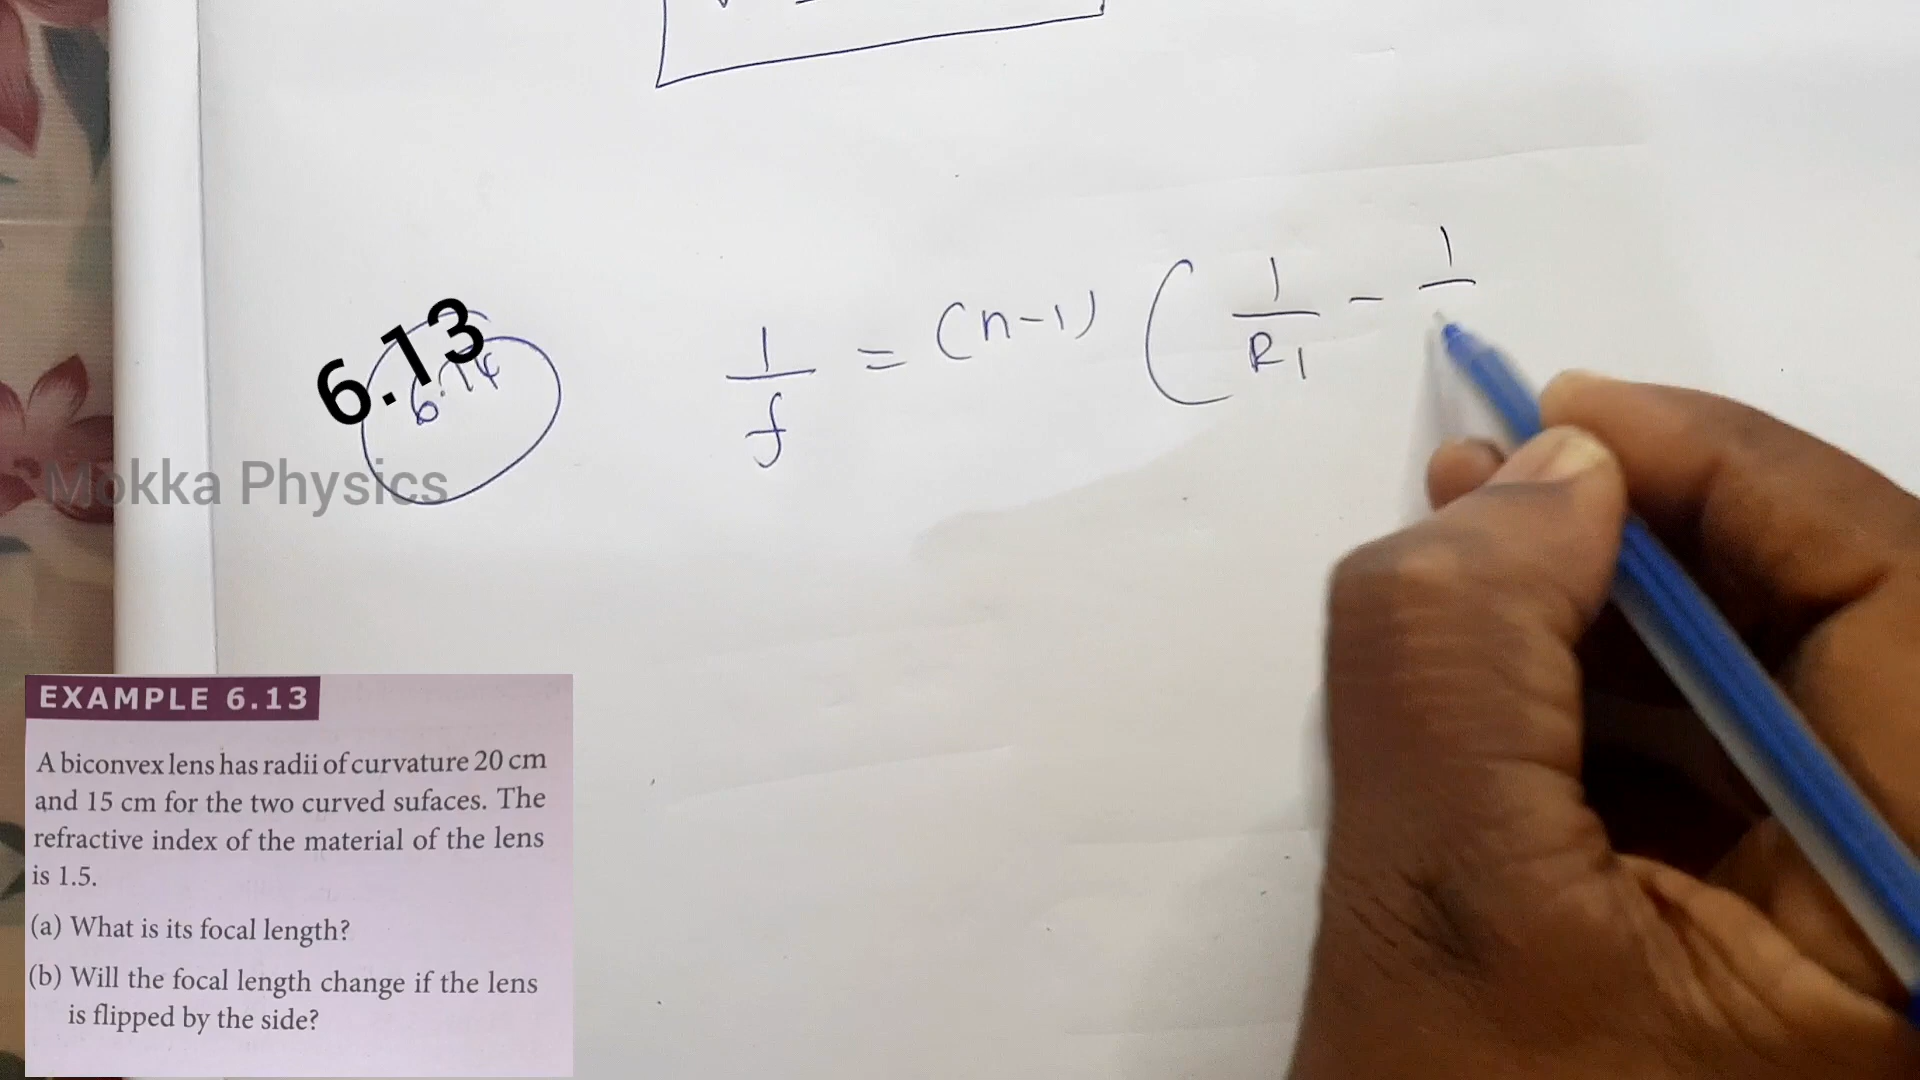 6.13
6.14
1/f = (n-1) ( 1/R1 - 1/
Mokka Physics
EXAMPLE 6.13
A biconvex lens has radii of curvature 20 cm
and 15 cm for the two curved sufaces. The
refractive index of the material of the lens
is 1.5.
(a) What is its focal length?
(b) Will the focal length change if the lens
is flipped by the side?